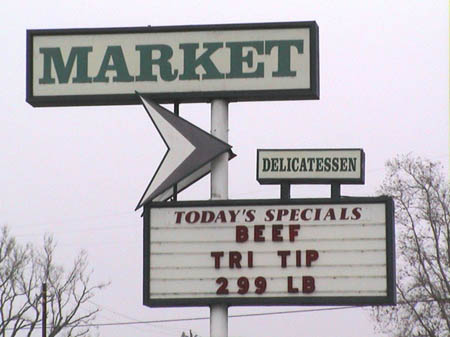 MARKET
DELICATESSEN
TODAY'S SPECIALS
BEEF
TRI TIP
299 LB